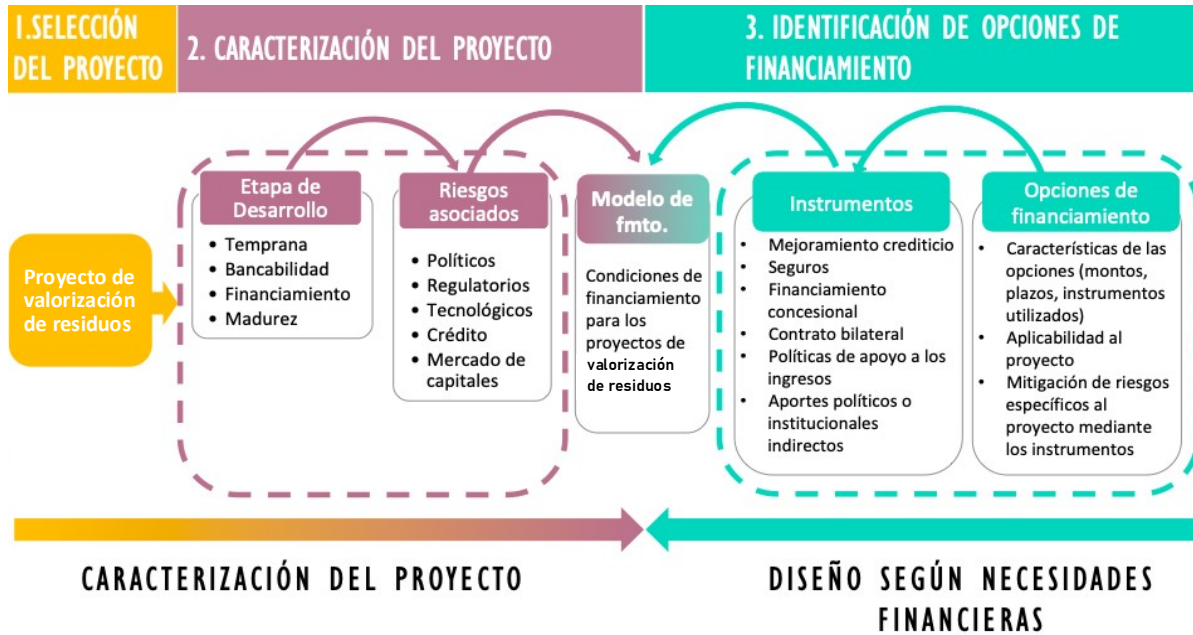 1.SELECCIÓN
DEL PROYECTO
2. CARACTERIZACIÓN DEL PROYECTO
3. IDENTIFICACIÓN DE OPCIONES DE
FINANCIAMIENTO
Proyecto de
valorización
de residuos
Etapa de
Desarrollo
• Temprana
• Bancabilidad
• Financiamiento
• Madurez
Riesgos
asociados
• Políticos
• Regulatorios
• Tecnológicos
• Crédito
• Mercado de
capitales
Modelo de
fmto.
Condiciones de
financiamiento
para los
proyectos de
valorización
de residuos
Instrumentos
• Mejoramiento crediticio
• Seguros
• Financiamiento
concesional
• Contrato bilateral
• Políticas de apoyo a los
ingresos
• Aportes políticos o
institucionales
indirectos
Opciones de
financiamiento
• Características de las
opciones (montos,
plazos, instrumentos
utilizados)
• Aplicabilidad al
proyecto
• Mitigación de riesgos
específicos al
proyecto mediante
los instrumentos
CARACTERIZACIÓN DEL PROYECTO
DISEÑO SEGÚN NECESIDADES
FINANCIERAS